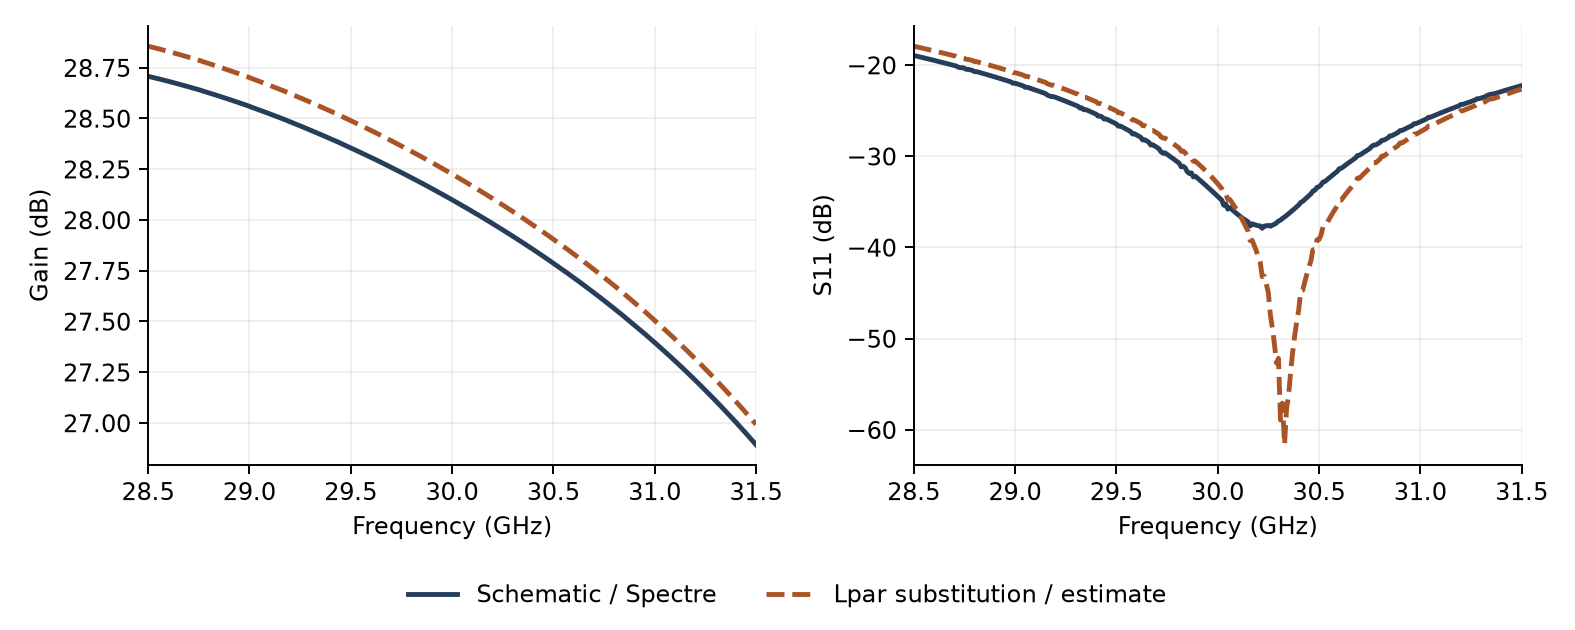 Gain (dB)
28.75
28.50
28.25
28.00
27.75
27.50
27.25
27.00
28.5 29.0 29.5 30.0 30.5 31.0 31.5
Frequency (GHz)
S11 (dB)
−20
−30
−40
−50
−60
28.5 29.0 29.5 30.0 30.5 31.0 31.5
Frequency (GHz)
Schematic / Spectre
Lpar substitution / estimate